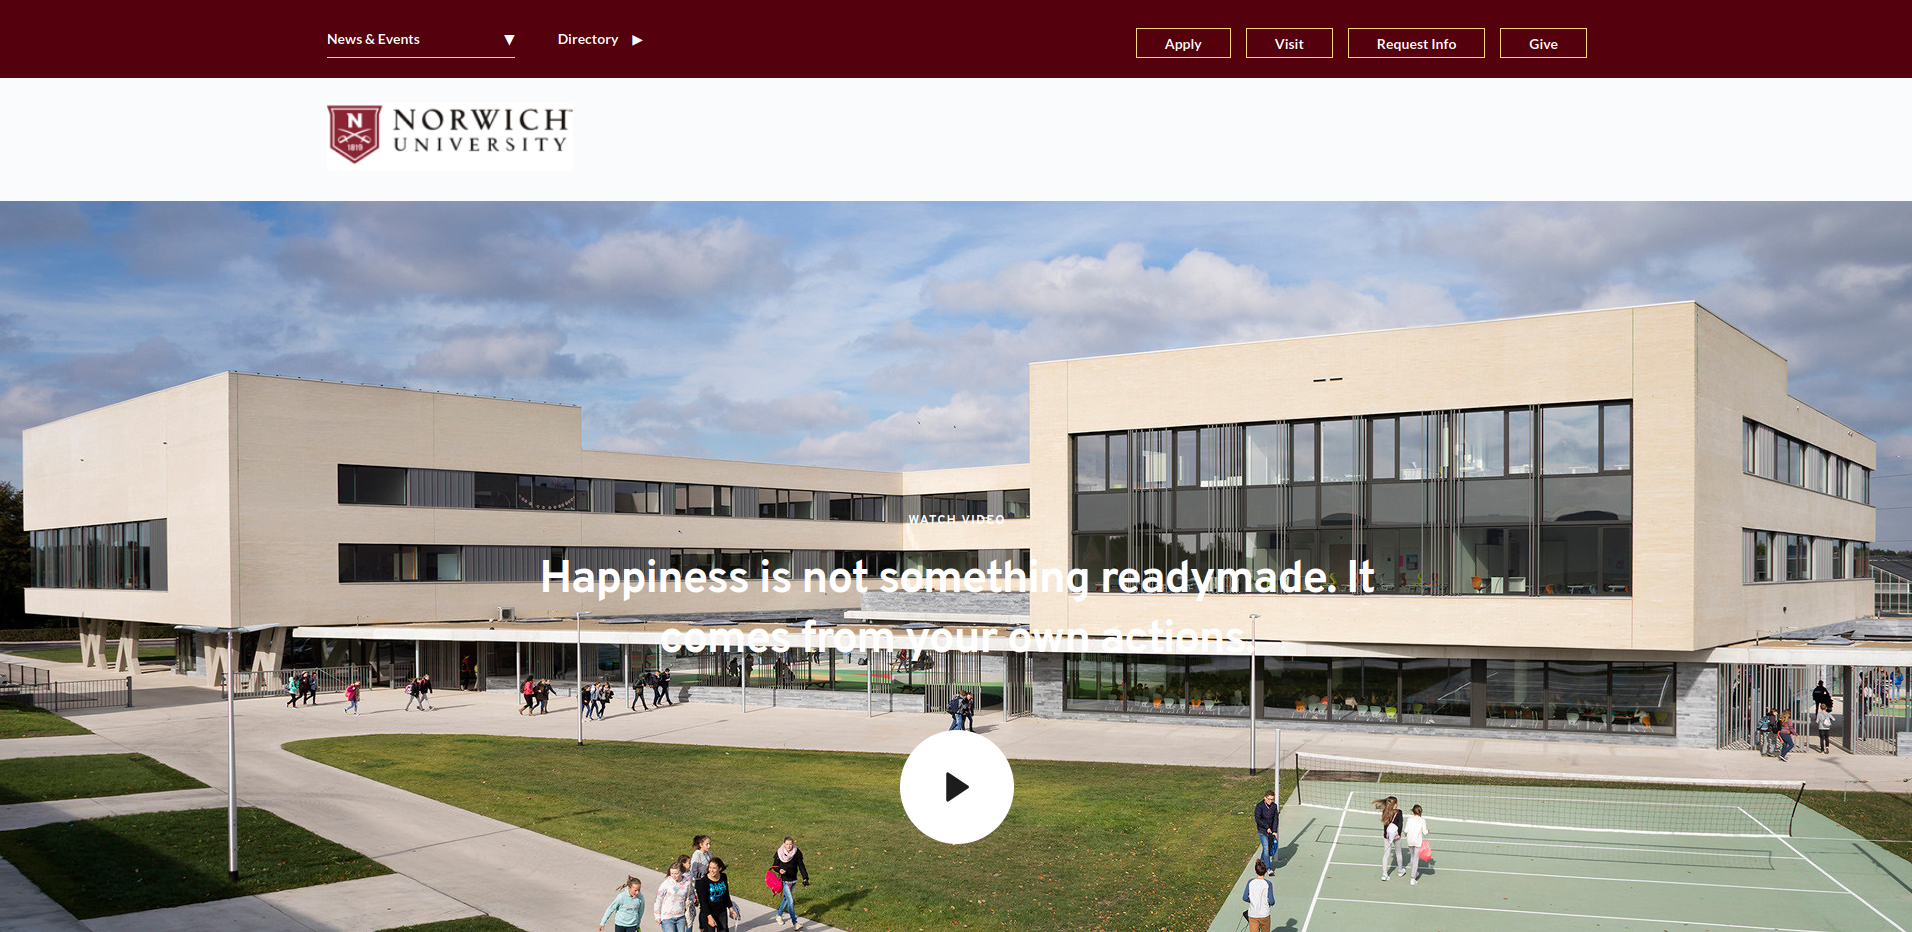 News & Events ▼
Directory ▶
Apply
Visit
Request Info
Give
N
1819
NORWICH
UNIVERSITY
WATCH VIDEO
Happiness is not something readymade. It
comes from your own actions.